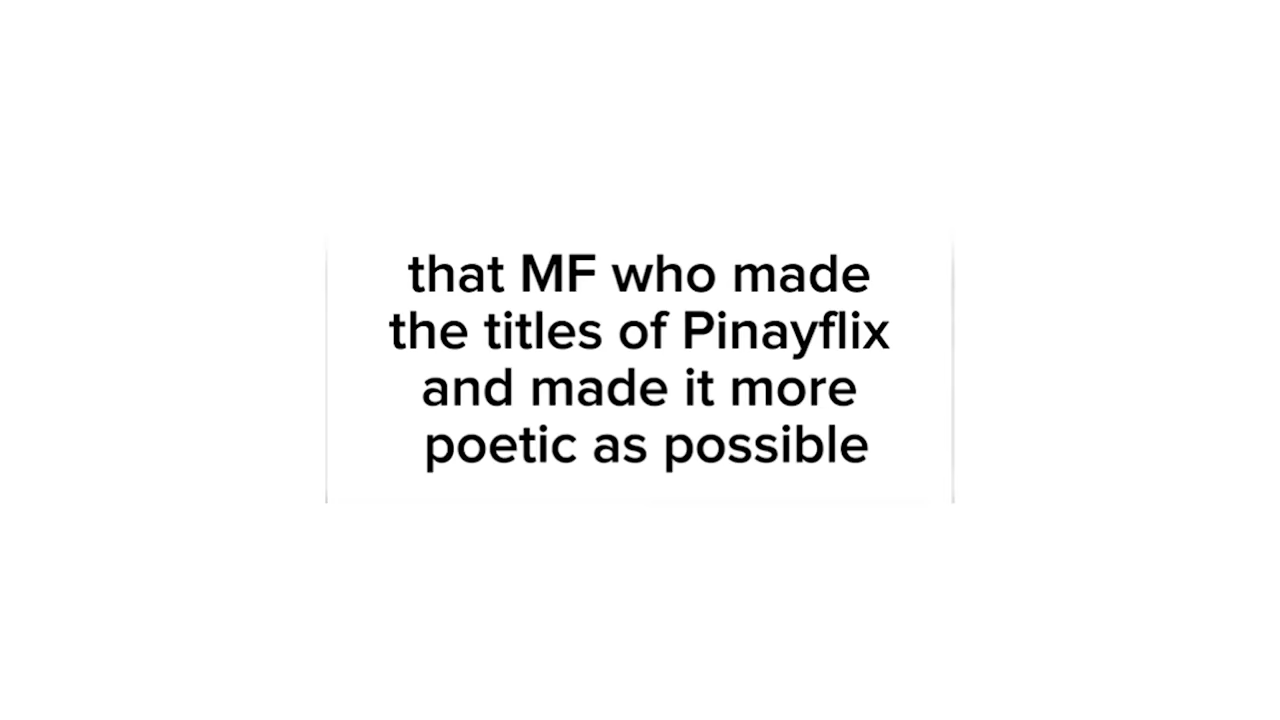 that MF who made
the titles of Pinayflix
and made it more
poetic as possible